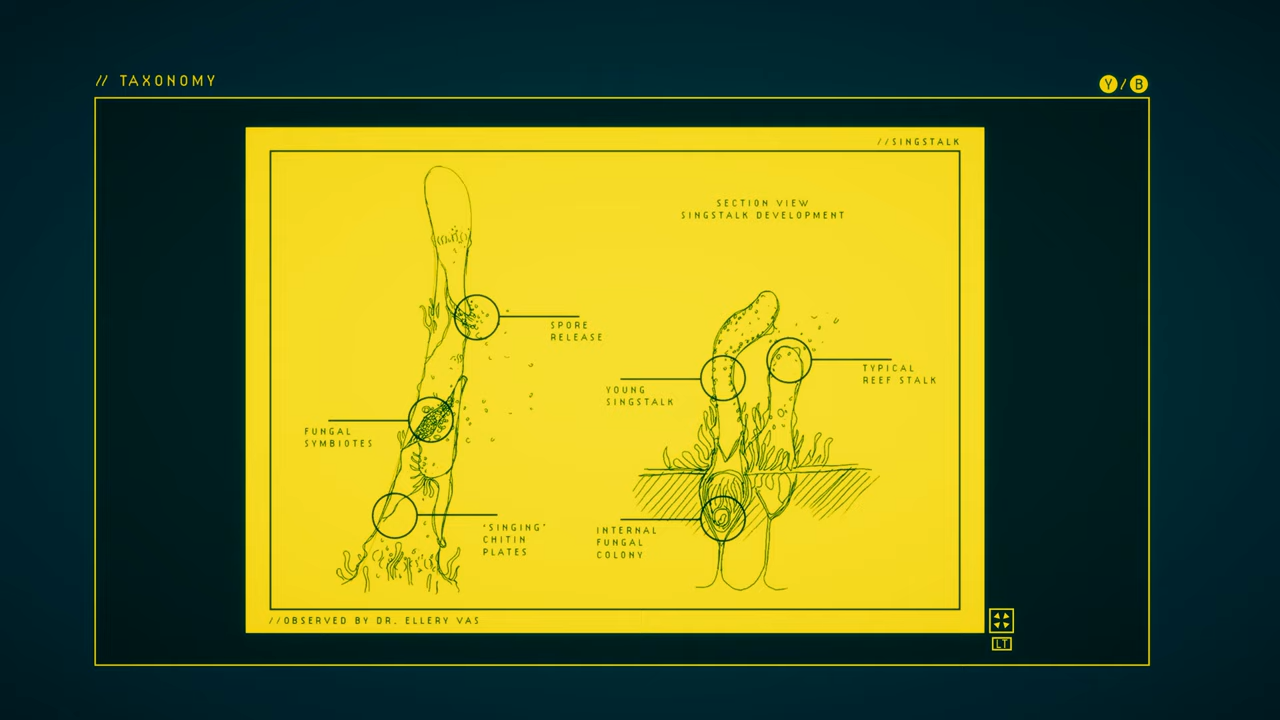 // TAXONOMY
Y / B
//SINGSTALK
SECTION VIEW
SINGSTALK DEVELOPMENT
SPORE
RELEASE
TYPICAL
REEF STALK
YOUNG
SINGSTALK
FUNGAL
SYMBIOTES
"SINGING"
CHITIN
PLATES
INTERNAL
FUNGAL
COLONY
//OBSERVED BY DR. ELLERY VAS
LT